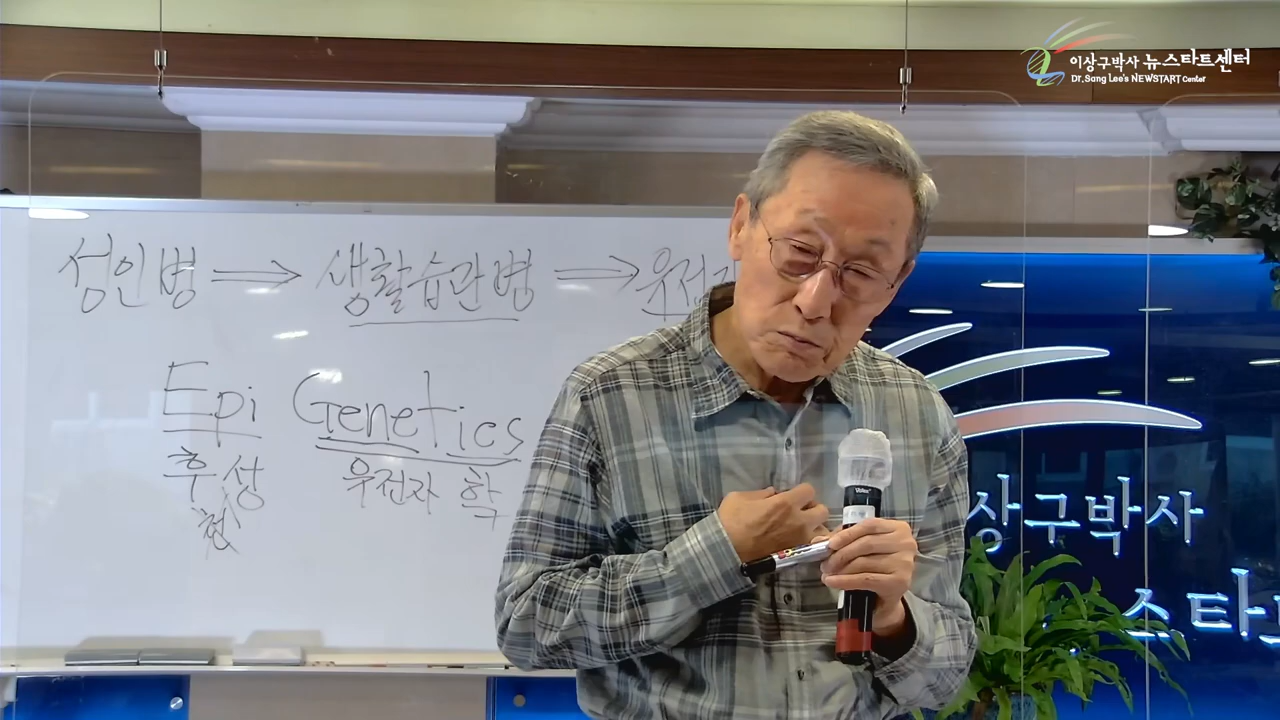 이상구박사 뉴스타트센터
Dr. Sang Lee's NEWSTART Center
성인병 ⇒ 생활습관병 ⇒ 유전
Epi Genetics
후성 유전자 학
천
상구박사
스타